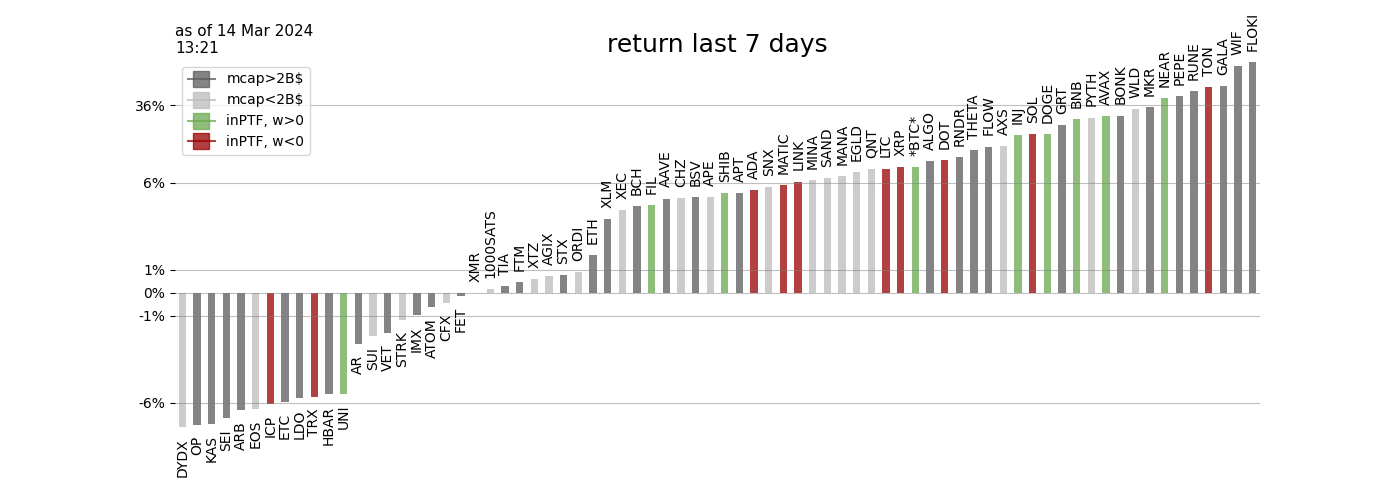 as of 14 Mar 2024
13:21
return last 7 days
mcap>2B$
mcap<2B$
inPTF, w>0
inPTF, w<0
36%
6%
1%
0%
-1%
-6%
DYDX
OP
KAS
SEI
ARB
EOS
ICP
ETC
LDO
TRX
HBAR
UNI
AR
SUI
VET
STRK
IMX
ATOM
CFX
FET
XMR
1000SATS
TIA
FTM
XTZ
AGIX
STX
ORDI
ETH
XLM
XEC
BCH
FIL
AAVE
CHZ
BSV
APE
SHIB
APT
ADA
SNX
MATIC
LINK
MINA
SAND
MANA
EGLD
QNT
LTC
XRP
*BTC*
ALGO
DOT
RNDR
THETA
FLOW
AXS
INJ
SOL
DOGE
GRT
BNB
PYTH
AVAX
BONK
WLD
MKR
NEAR
PEPE
RUNE
TON
GALA
WIF
FLOKI